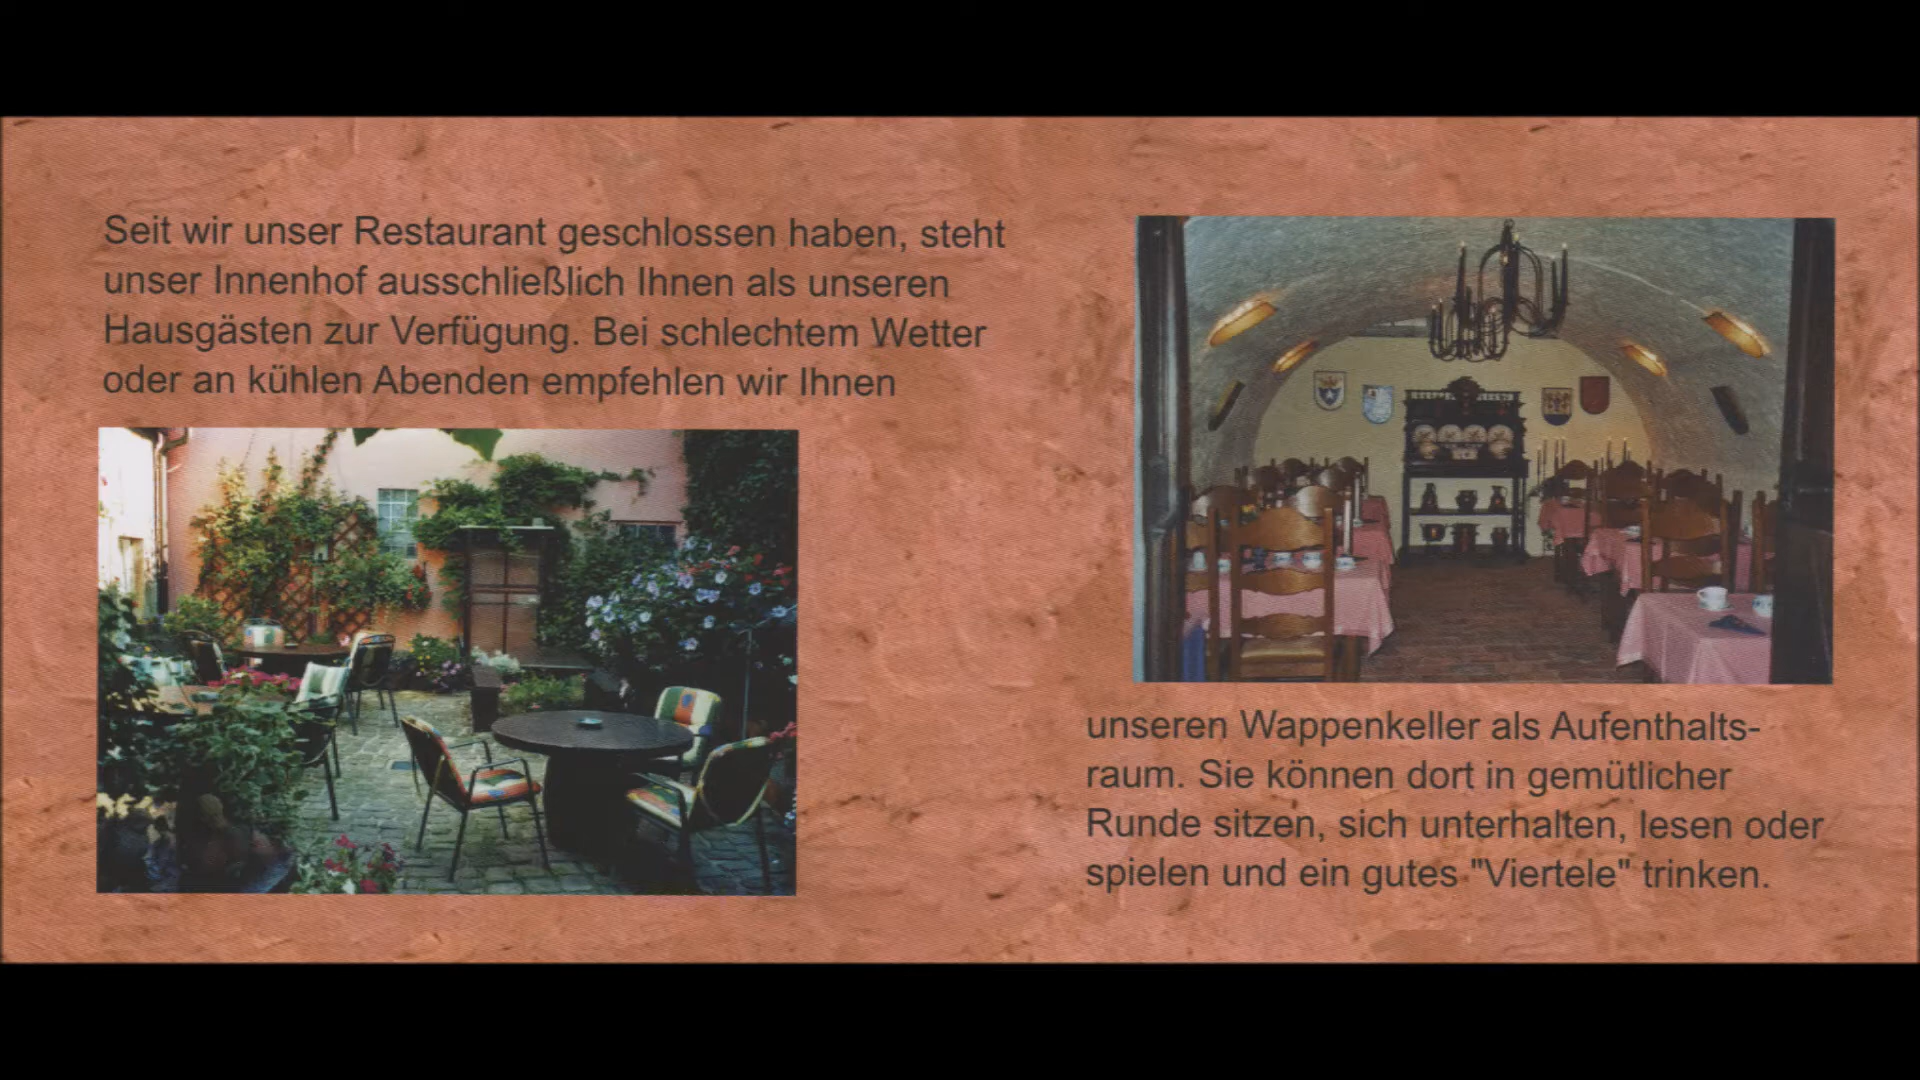 Seit wir unser Restaurant geschlossen haben, steht
unser Innenhof ausschließlich Ihnen als unseren
Hausgästen zur Verfügung. Bei schlechtem Wetter
oder an kühlen Abenden empfehlen wir Ihnen
unseren Wappenkeller als Aufenthalts-
raum. Sie können dort in gemütlicher
Runde sitzen, sich unterhalten, lesen oder
spielen und ein gutes "Viertele" trinken.